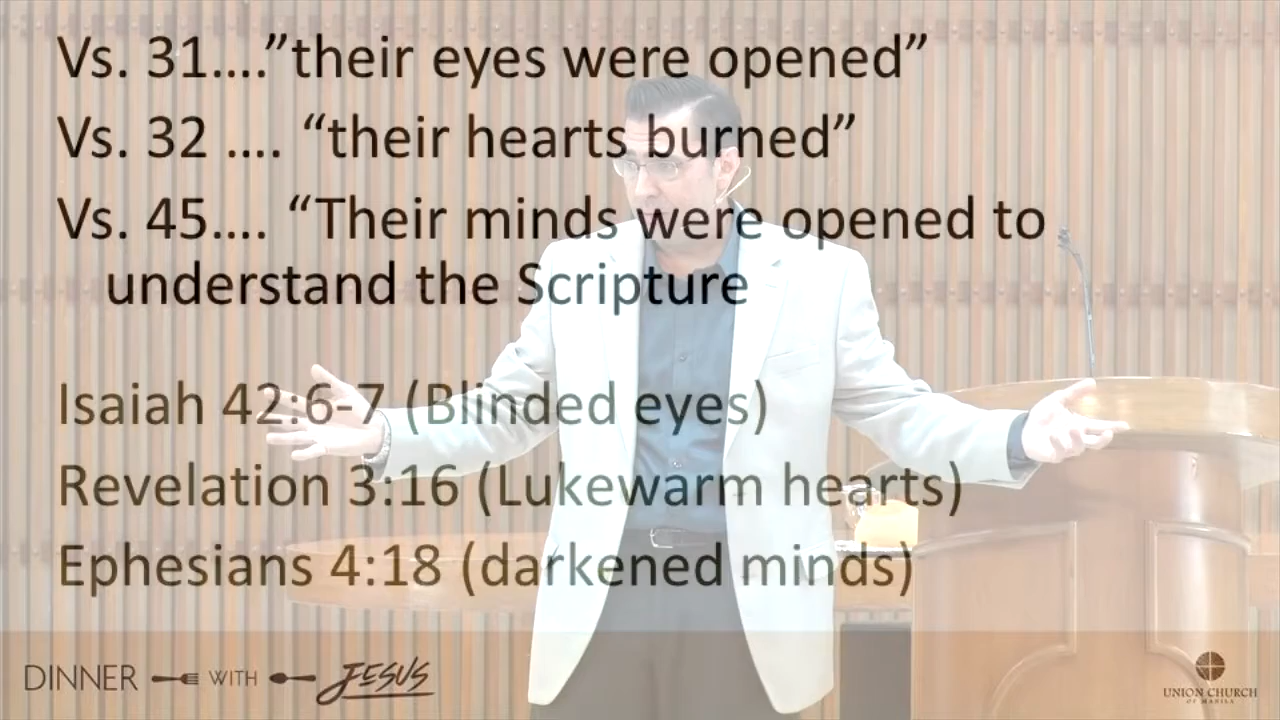 Vs. 31....”their eyes were opened”
Vs. 32 .... “their hearts burned”
Vs. 45.... “Their minds were opened to
understand the Scripture
Isaiah 42:6-7 (Blinded eyes)
Revelation 3:16 (Lukewarm hearts)
Ephesians 4:18 (darkened minds)
DINNER WITH JESUS
UNION CHURCH
OF MANILA